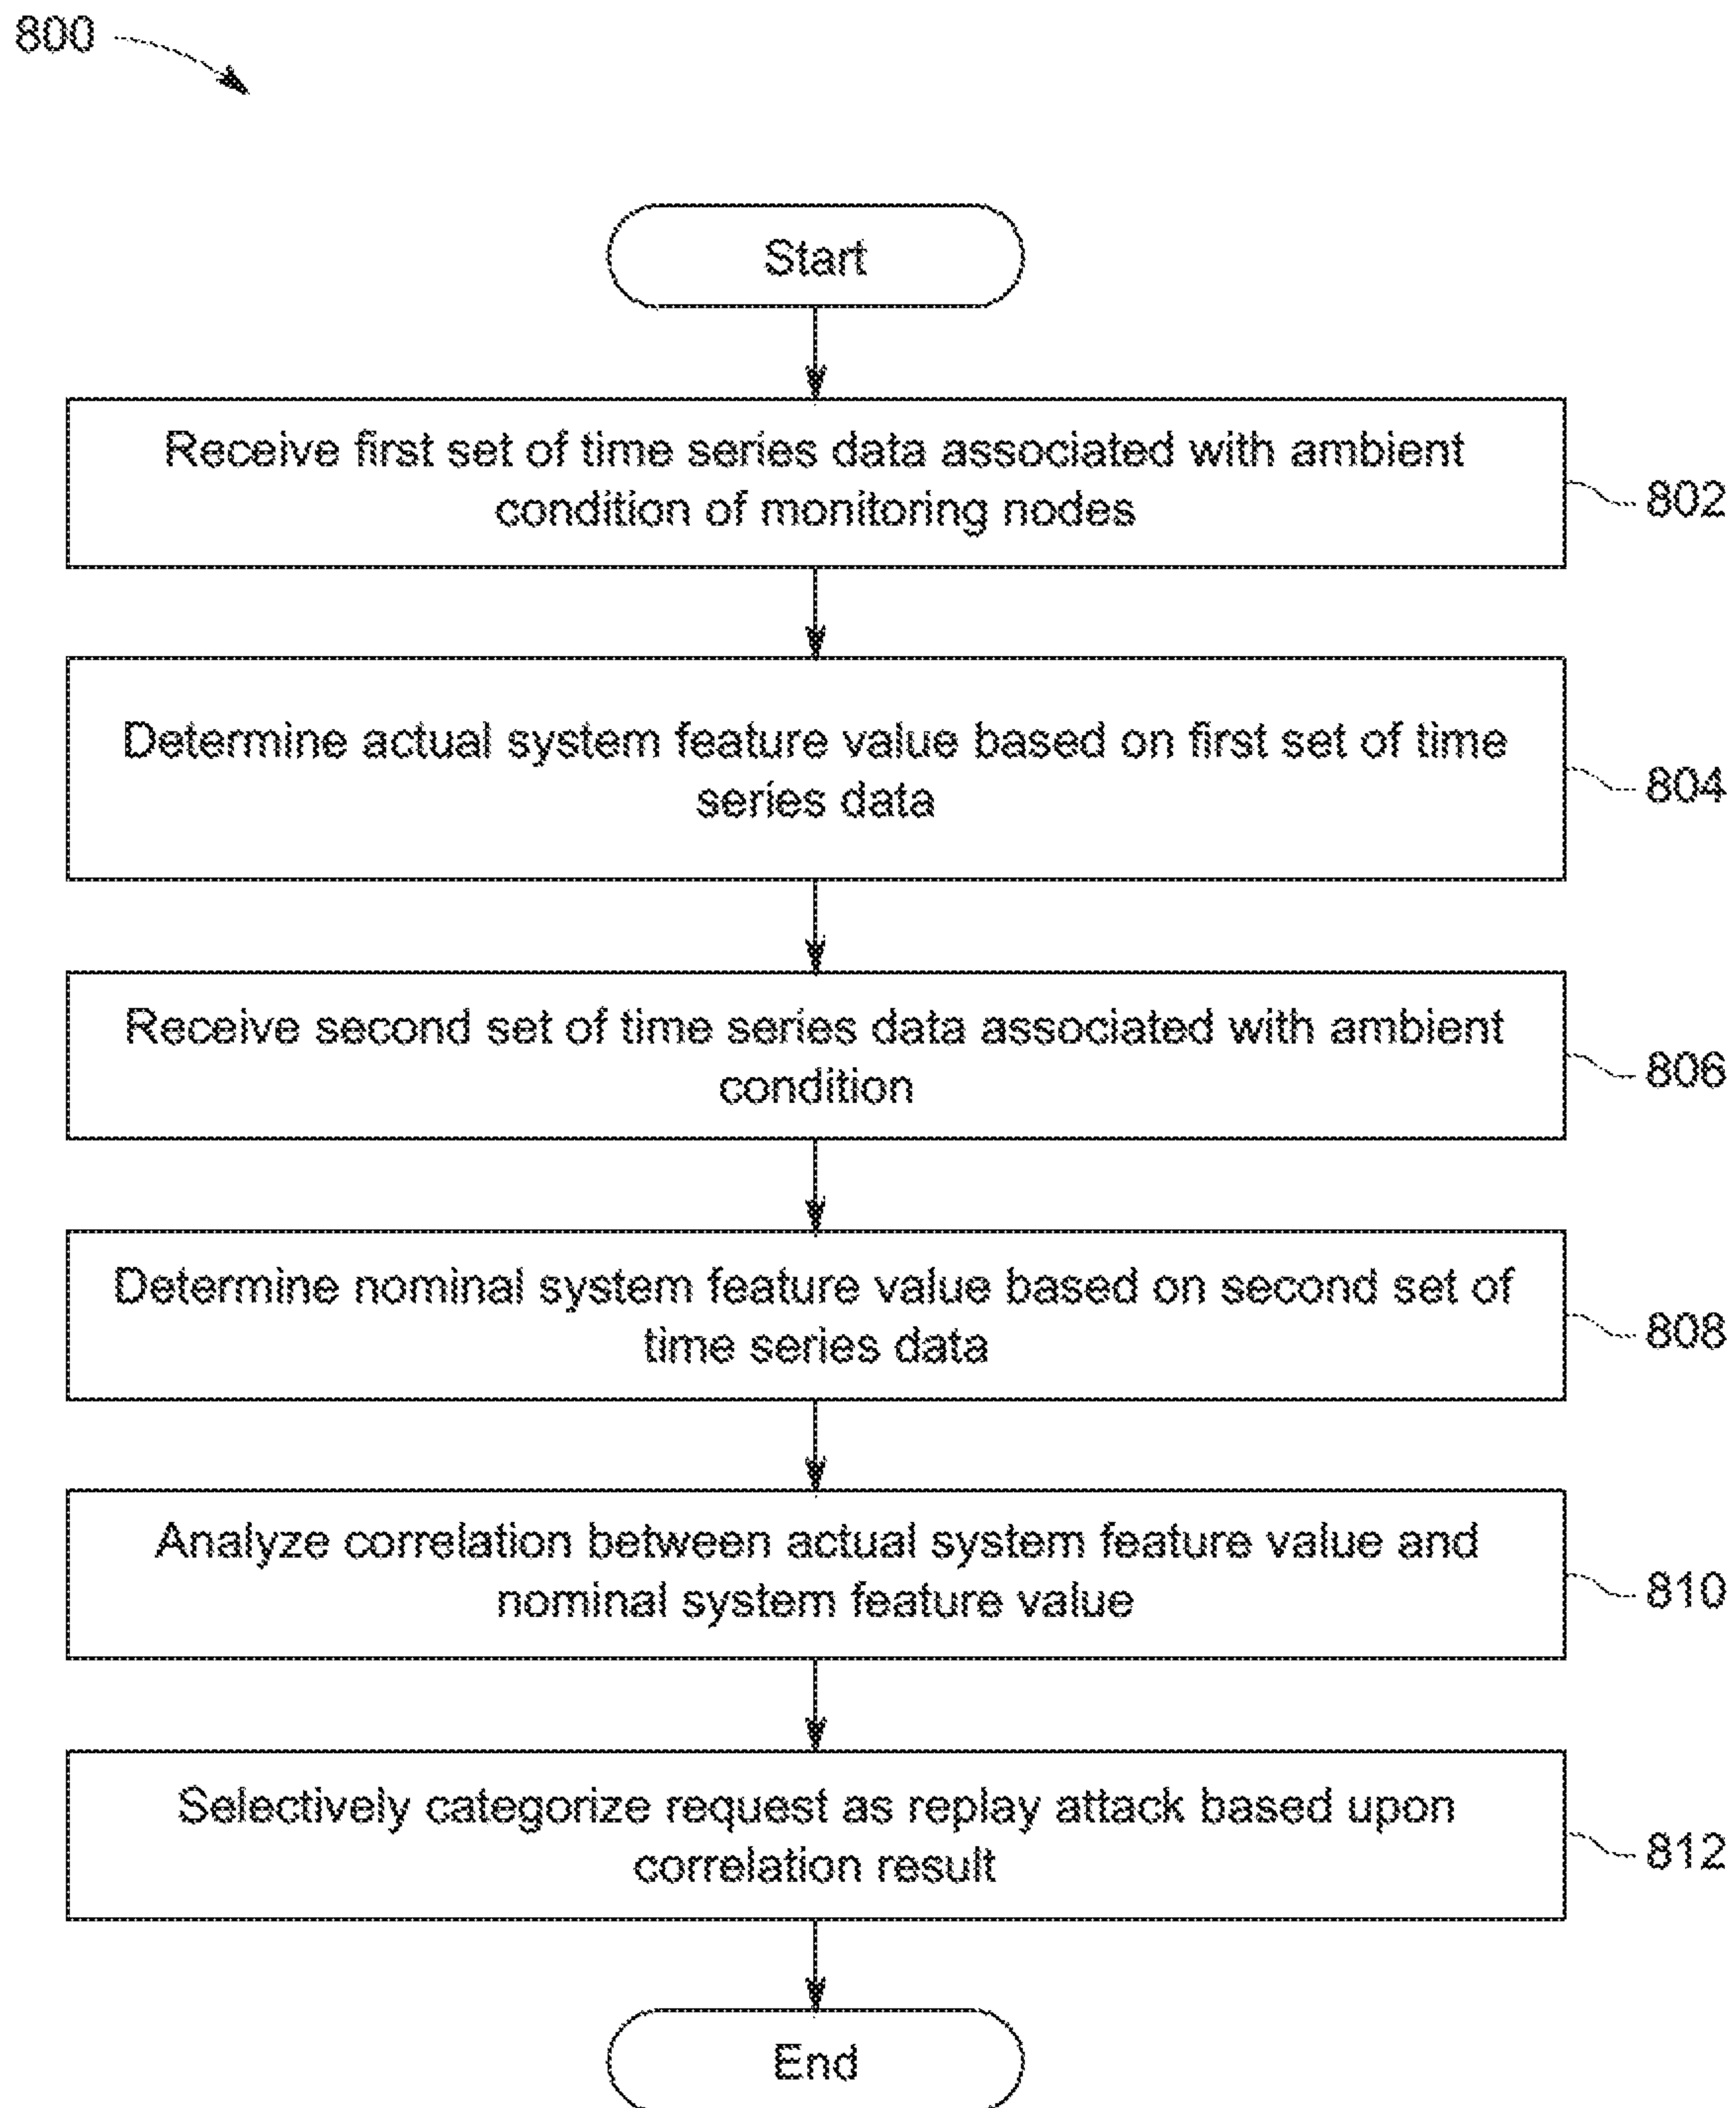 800
Start
Receive first set of time series data associated with ambient
condition of monitoring nodes
802
Determine actual system feature value based on first set of time
series data
804
Receive second set of time series data associated with ambient
condition
806
Determine nominal system feature value based on second set of
time series data
808
Analyze correlation between actual system feature value and
nominal system feature value
810
Selectively categorize request as replay attack based upon
correlation result
812
End